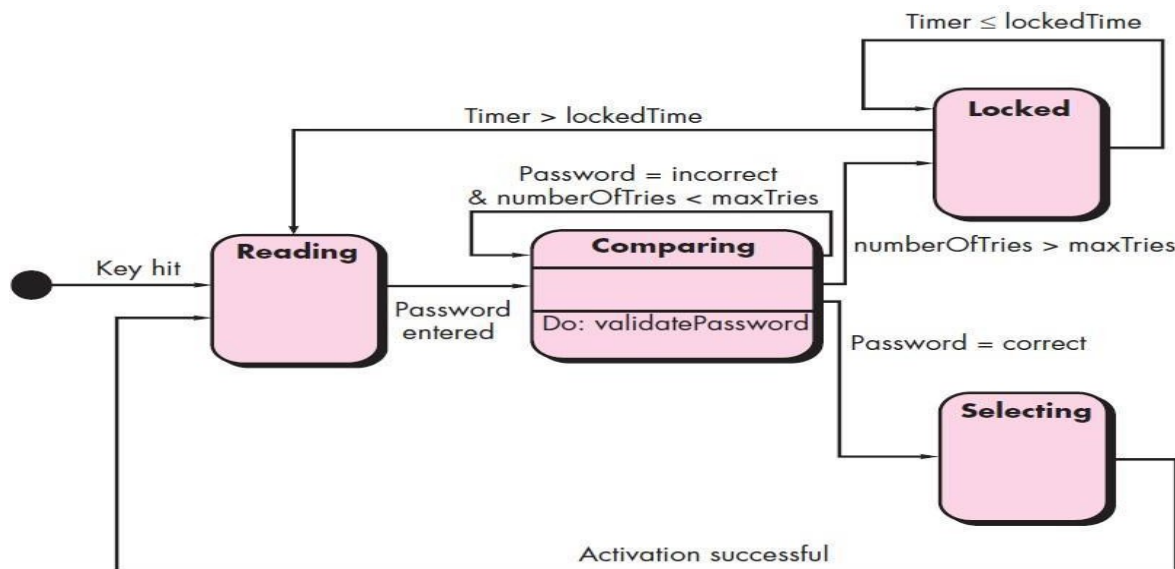 Timer ≤ lockedTime
Locked
Timer > lockedTime
Password = incorrect
& numberOfTries < maxTries
Comparing
numberOfTries > maxTries
Reading
Key hit
Password
entered
Do: validatePassword
Password = correct
Selecting
Activation successful